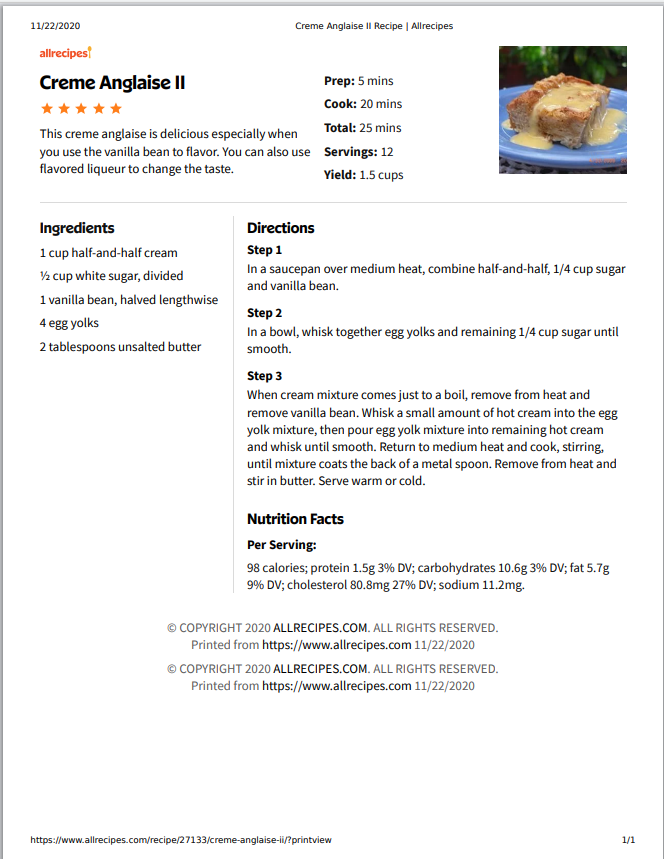 11/22/2020 Creme Anglaise II Recipe | Allrecipes
allrecipes
Creme Anglaise II
This creme anglaise is delicious especially when
you use the vanilla bean to flavor. You can also use
flavored liqueur to change the taste.
Prep: 5 mins
Cook: 20 mins
Total: 25 mins
Servings: 12
Yield: 1.5 cups
Ingredients
1 cup half-and-half cream
½ cup white sugar, divided
1 vanilla bean, halved lengthwise
4 egg yolks
2 tablespoons unsalted butter
Directions
Step 1
In a saucepan over medium heat, combine half-and-half, 1/4 cup sugar
and vanilla bean.
Step 2
In a bowl, whisk together egg yolks and remaining 1/4 cup sugar until
smooth.
Step 3
When cream mixture comes just to a boil, remove from heat and
remove vanilla bean. Whisk a small amount of hot cream into the egg
yolk mixture, then pour egg yolk mixture into remaining hot cream
and whisk until smooth. Return to medium heat and cook, stirring,
until mixture coats the back of a metal spoon. Remove from heat and
stir in butter. Serve warm or cold.
Nutrition Facts
Per Serving:
98 calories; protein 1.5g 3% DV; carbohydrates 10.6g 3% DV; fat 5.7g
9% DV; cholesterol 80.8mg 27% DV; sodium 11.2mg.
© COPYRIGHT 2020 ALLRECIPES.COM. ALL RIGHTS RESERVED.
Printed from https://www.allrecipes.com 11/22/2020
© COPYRIGHT 2020 ALLRECIPES.COM. ALL RIGHTS RESERVED.
Printed from https://www.allrecipes.com 11/22/2020
https://www.allrecipes.com/recipe/27133/creme-anglaise-ii/?printview 1/1